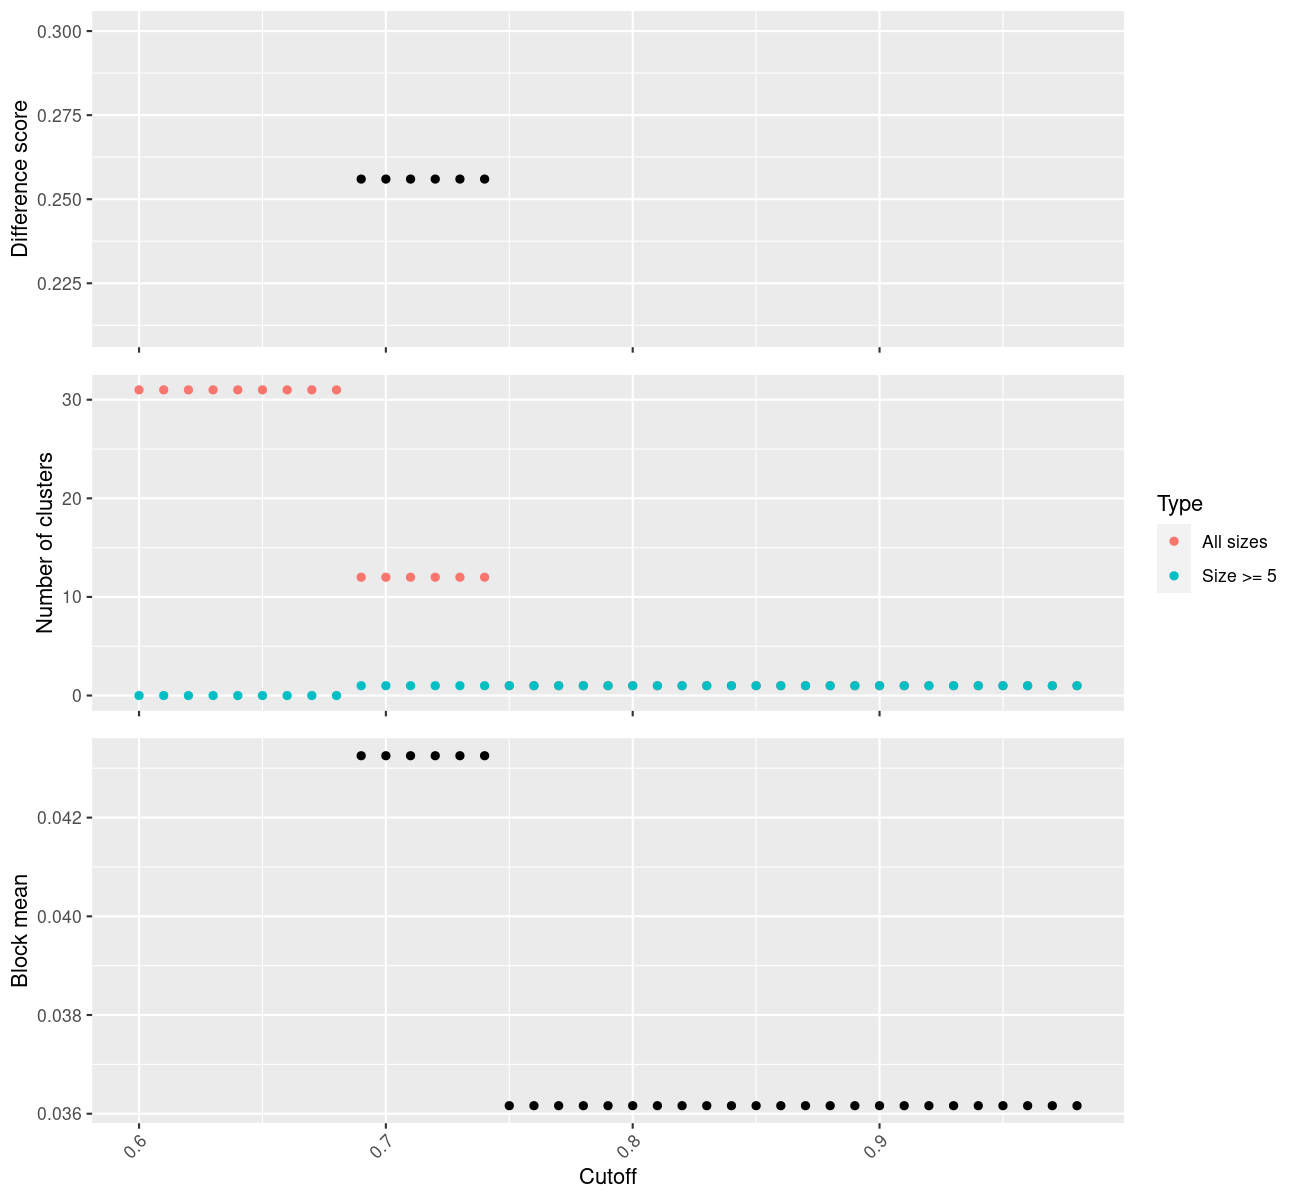 Difference score
0.300
0.275
0.250
0.225
Number of clusters
30
20
10
0
Type
All sizes
Size >= 5
Block mean
0.042
0.040
0.038
0.036
0.6
0.7
0.8
0.9
Cutoff